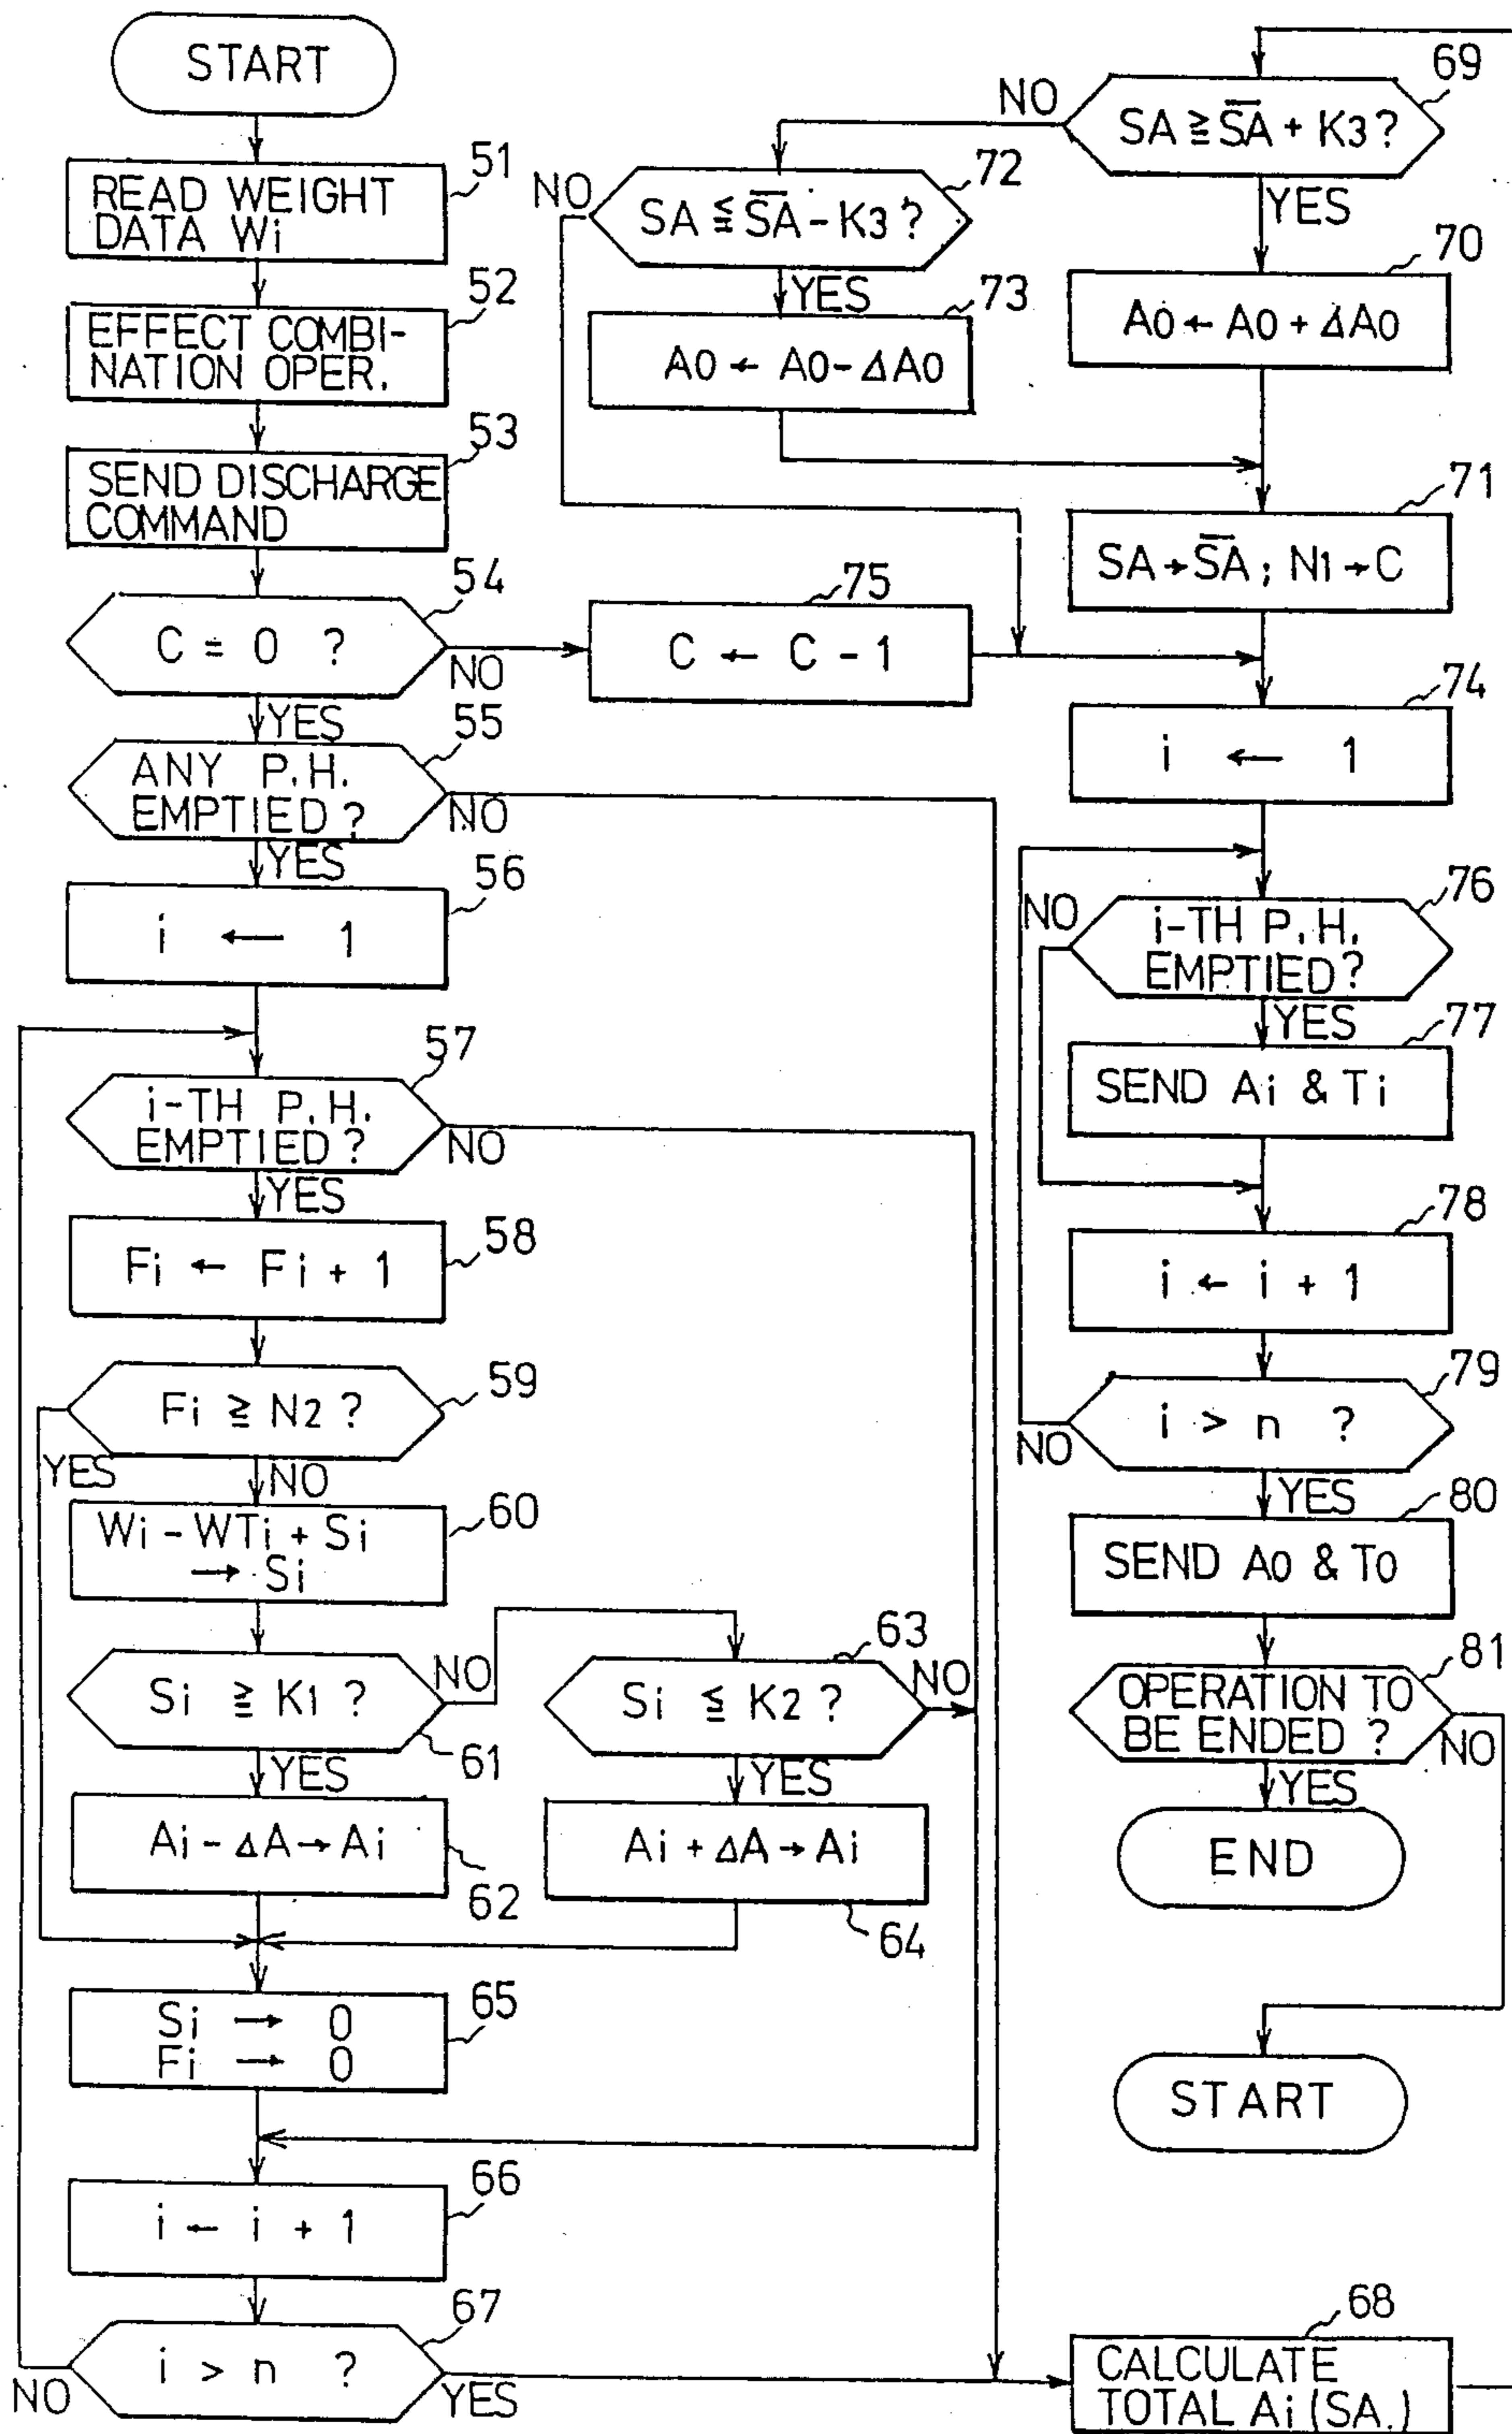 START
51
READ WEIGHT
DATA Wi
52
EFFECT COMBI-
NATION OPER.
53
SEND DISCHARGE
COMMAND
54
C = 0 ?
NO
YES
55
ANY P.H.
EMPTIED?
NO
YES
56
i ← 1
57
i-TH P.H.
EMPTIED?
NO
YES
58
Fi ← Fi + 1
59
Fi ≧ N2 ?
YES
NO
60
Wi - WTi + Si
→ Si
61
Si ≧ K1 ?
NO
YES
62
Ai - ΔA → Ai
63
Si ≦ K2 ?
NO
YES
64
Ai + ΔA → Ai
65
Si → 0
Fi → 0
66
i ← i + 1
67
i > n ?
NO
YES
68
CALCULATE
TOTAL Ai (SA.)
69
SA ≧ S̅A̅ + K3?
NO
YES
70
A0 ← A0 + ΔA0
72
SA ≦ S̅A̅ - K3 ?
NO
YES
73
A0 ← A0 - ΔA0
71
SA → S̅A̅ ; N1 → C
75
C ← C - 1
74
i ← 1
76
i-TH P.H.
EMPTIED?
NO
YES
77
SEND Ai & Ti
78
i ← i + 1
79
i > n ?
NO
YES
80
SEND A0 & T0
81
OPERATION TO
BE ENDED ?
NO
YES
END
START